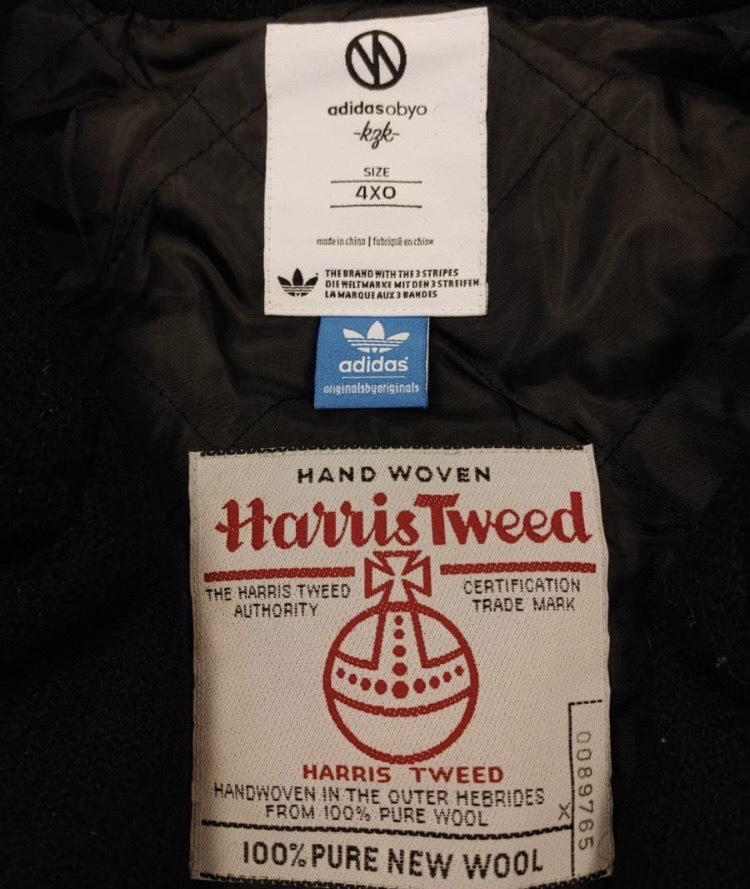 adidas obyo
-kzk-
SIZE
4XO
made in china | fabriqué en chine
THE BRAND WITH THE 3 STRIPES
DIE WELTMARKE MIT DEN 3 STREIFEN
LA MARQUE AUX 3 BANDES
adidas
originalsbyoriginals
HAND WOVEN
Harris Tweed
THE HARRIS TWEED
AUTHORITY
CERTIFICATION
TRADE MARK
HARRIS TWEED
HANDWOVEN IN THE OUTER HEBRIDES
FROM 100% PURE WOOL
X
0089765
100% PURE NEW WOOL